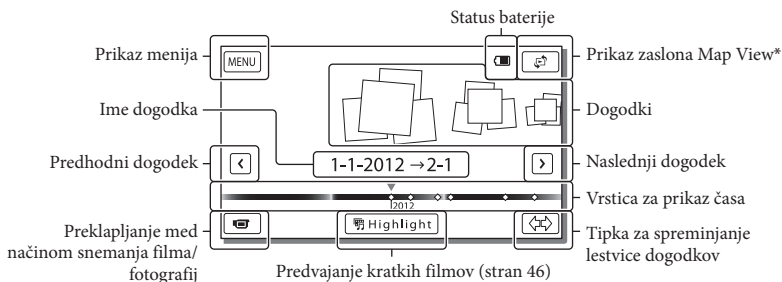 Status baterije
Prikaz menija
MENU
Prikaz zaslona Map View*
Ime dogodka
Dogodki
Predhodni dogodek
1-1-2012 →2-1
Naslednji dogodek
Vrstica za prikaz časa
2012
Preklapljanje med
načinom snemanja filma/
fotografij
Highlight
Tipka za spreminjanje
lestvice dogodkov
Predvajanje kratkih filmov (stran 46)